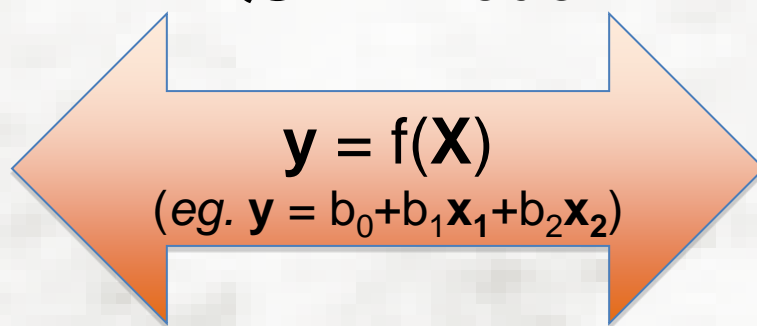 y = f(X)
(eg. y = b₀+b₁x₁+b₂x₂)